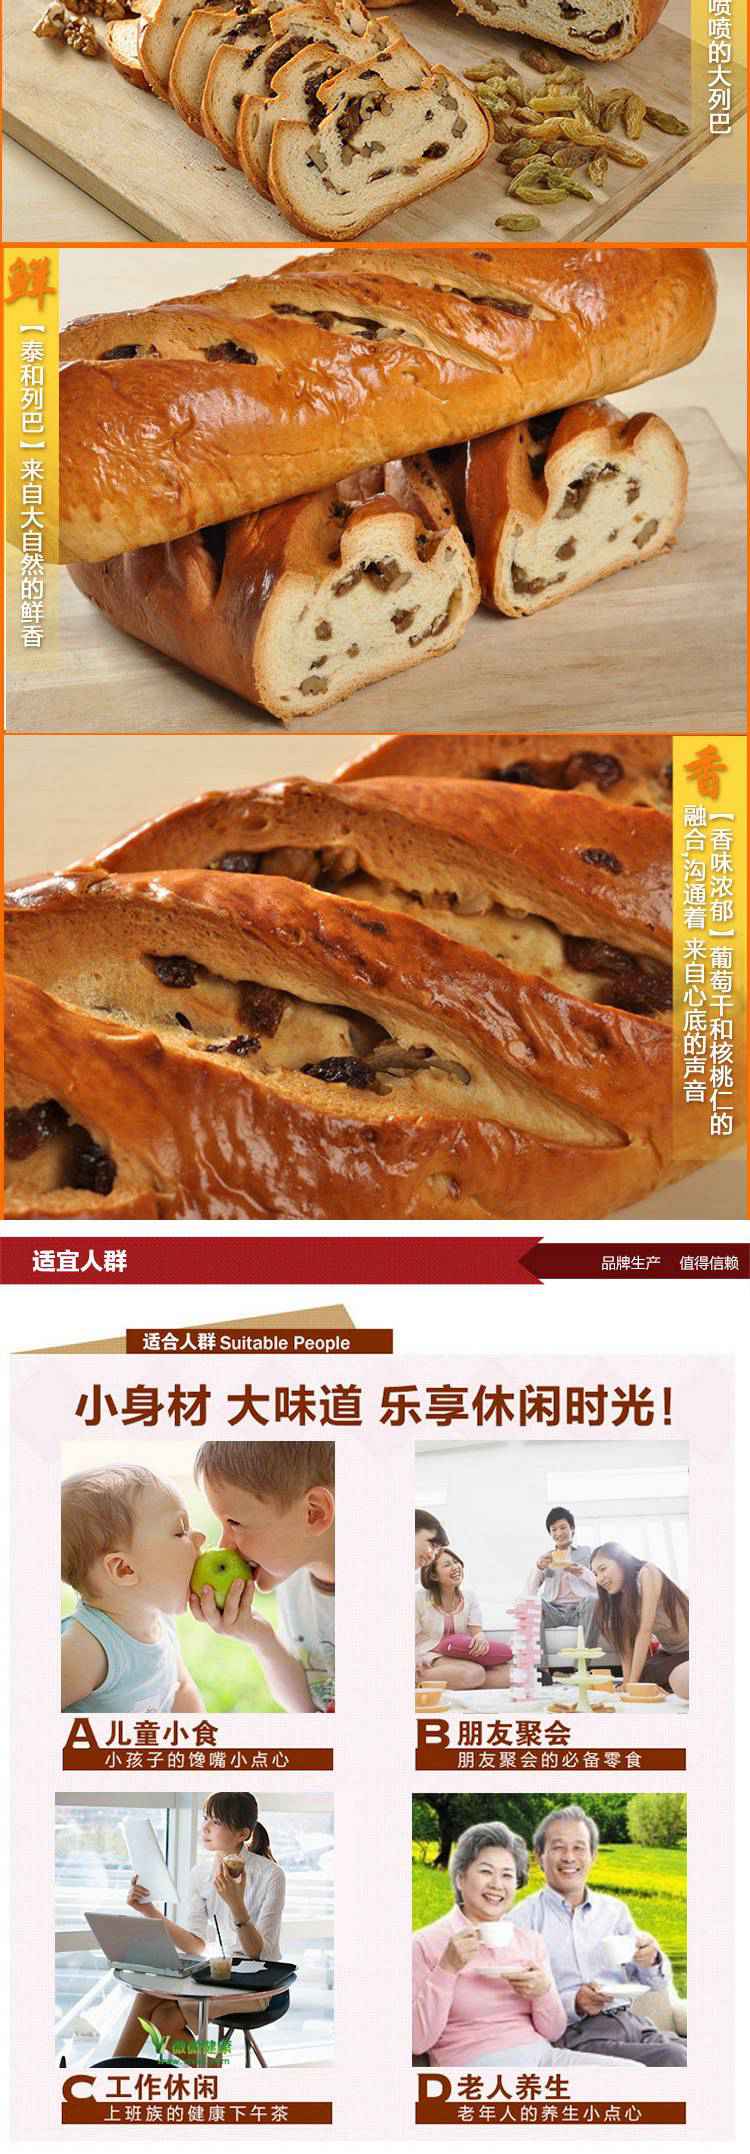 喷喷的大列巴
鲜
【泰和列巴】来自大自然的鲜香
香
【香味浓郁】葡萄干和核桃仁的
融合,沟通着 来自心底的声音
适宜人群
品牌生产 值得信赖
适合人群 Suitable People
小身材 大味道 乐享休闲时光!
A 儿童小食
小孩子的馋嘴小点心
B 朋友聚会
朋友聚会的必备零食
C 工作休闲
上班族的健康下午茶
D 老人养生
老年人的养生小点心